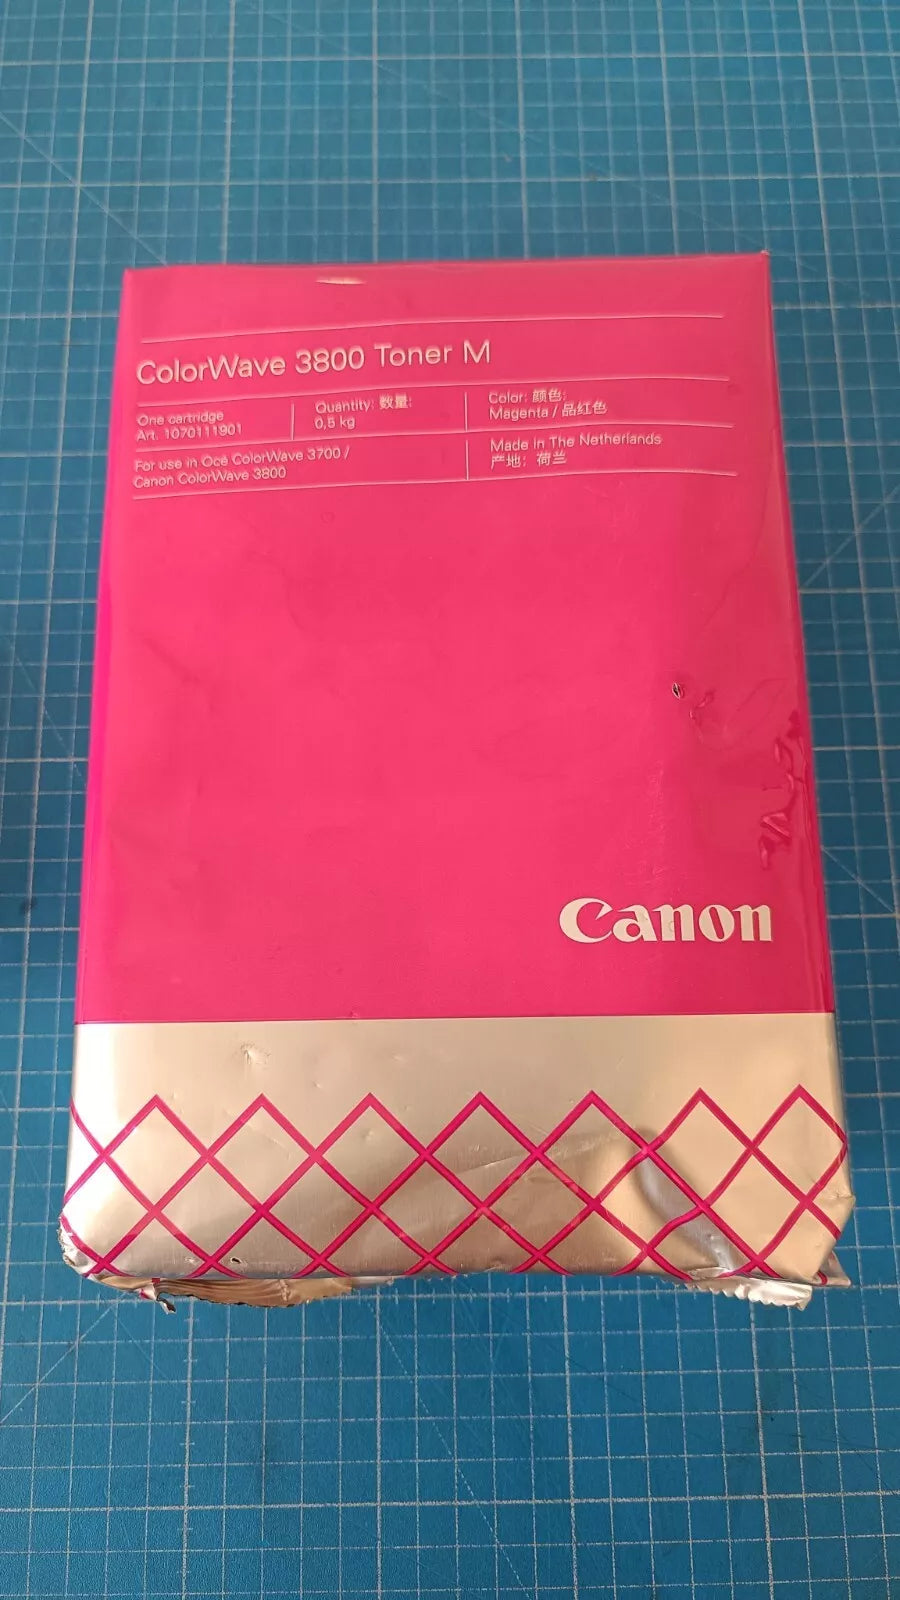 ColorWave 3800 Toner M
One cartridge
Art. 1070111901
Quantity: 数量:
0,5 kg
Color: 颜色:
Magenta / 品红色
For use in Océ ColorWave 3700 /
Canon ColorWave 3800
Made in The Netherlands
产地: 荷兰
Canon